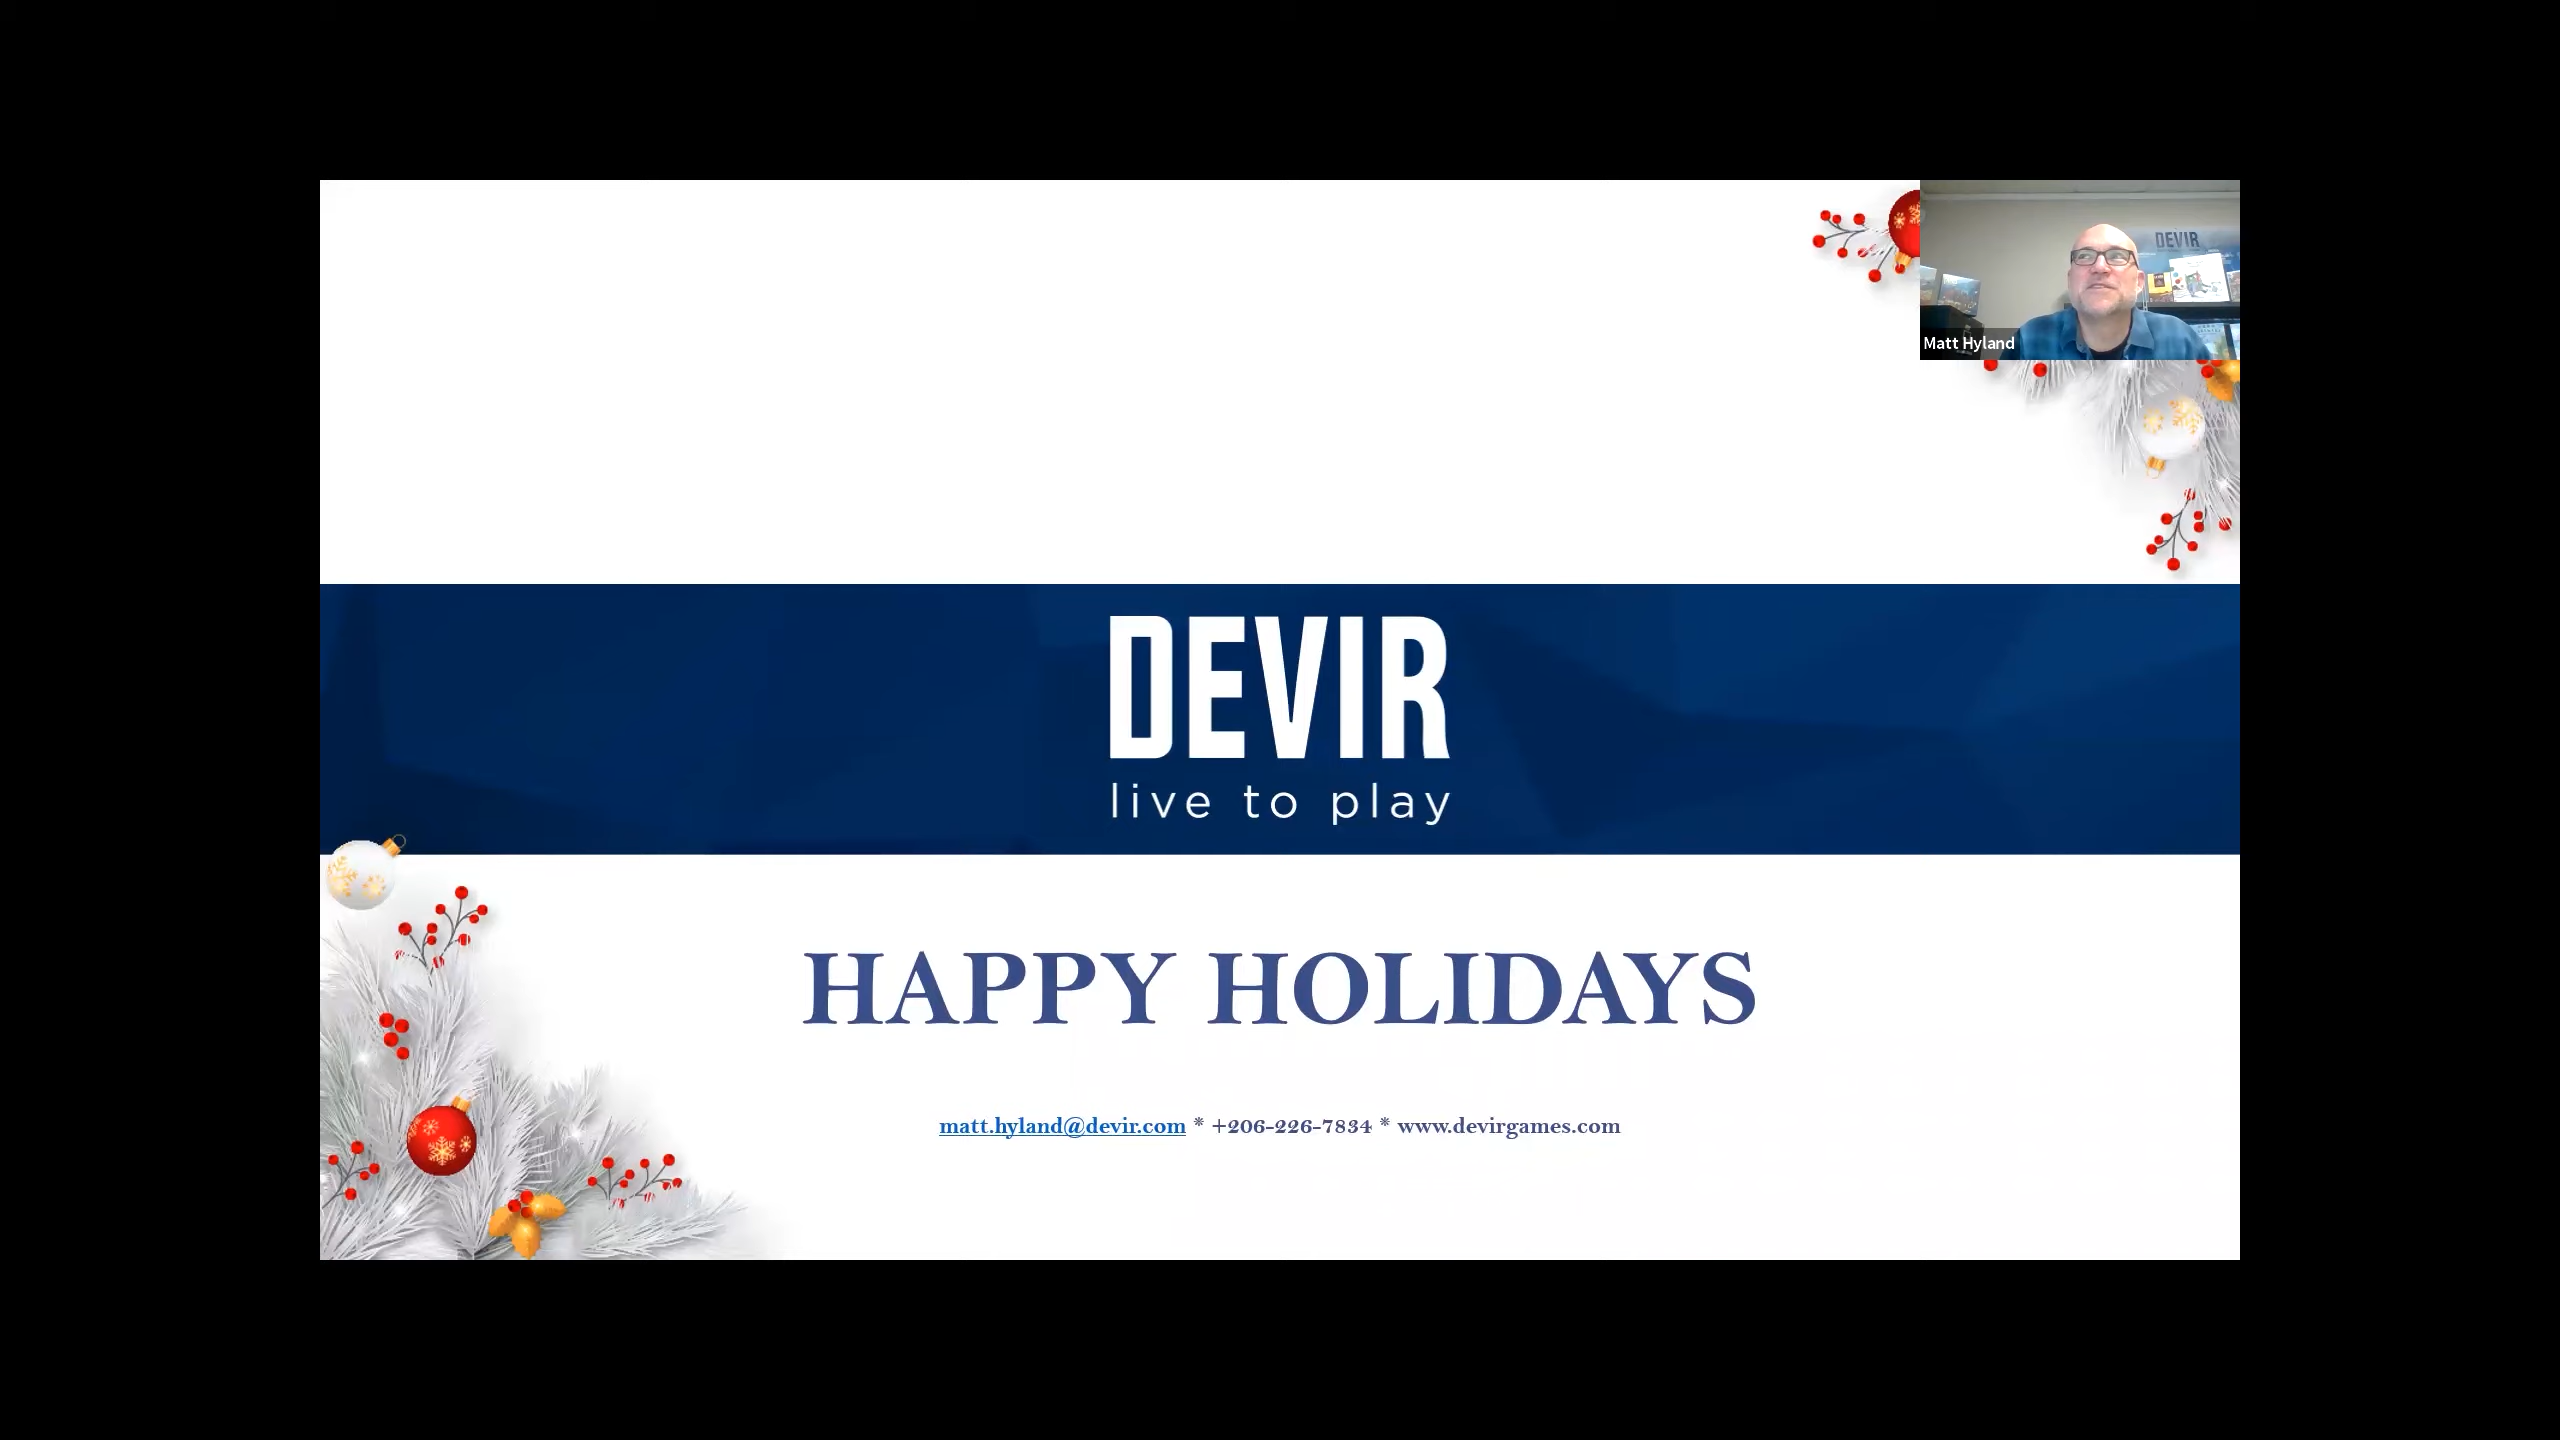 DEVIR
Matt Hyland
DEVIR
live to play
HAPPY HOLIDAYS
matt.hyland@devir.com * +206-226-7834 * www.devirgames.com